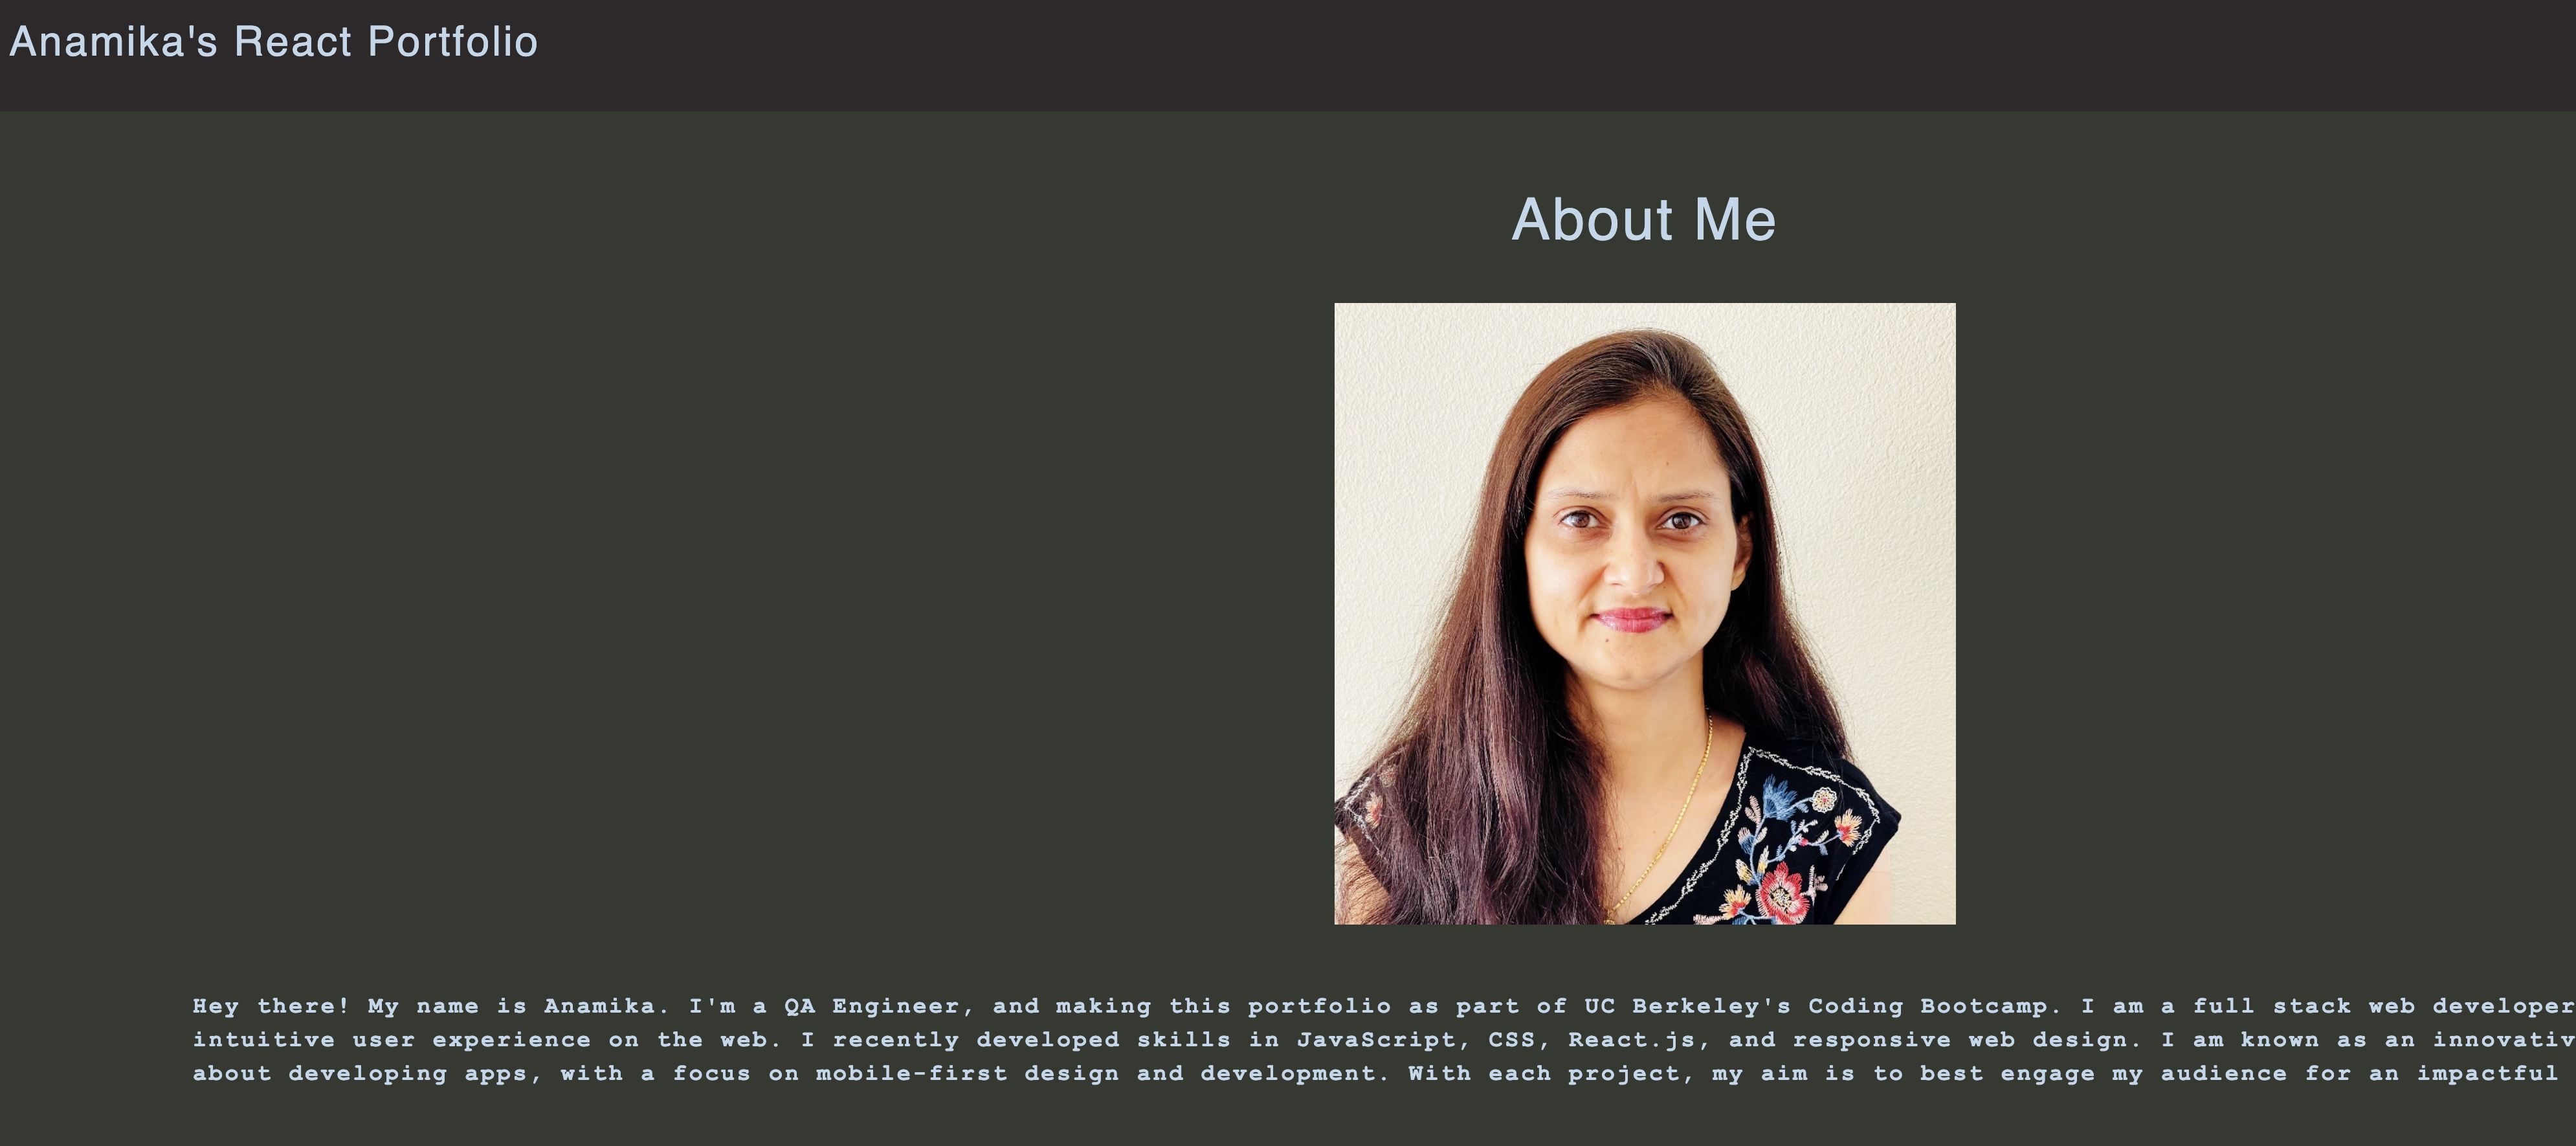 Anamika's React Portfolio
About Me
Hey there! My name is Anamika. I'm a QA Engineer, and making this portfolio as part of UC Berkeley's Coding Bootcamp. I am a full stack web developer
intuitive user experience on the web. I recently developed skills in JavaScript, CSS, React.js, and responsive web design. I am known as an
about developing apps, with a focus on mobile-first design and development. With each project, my aim is to best engage my audience for an impactful